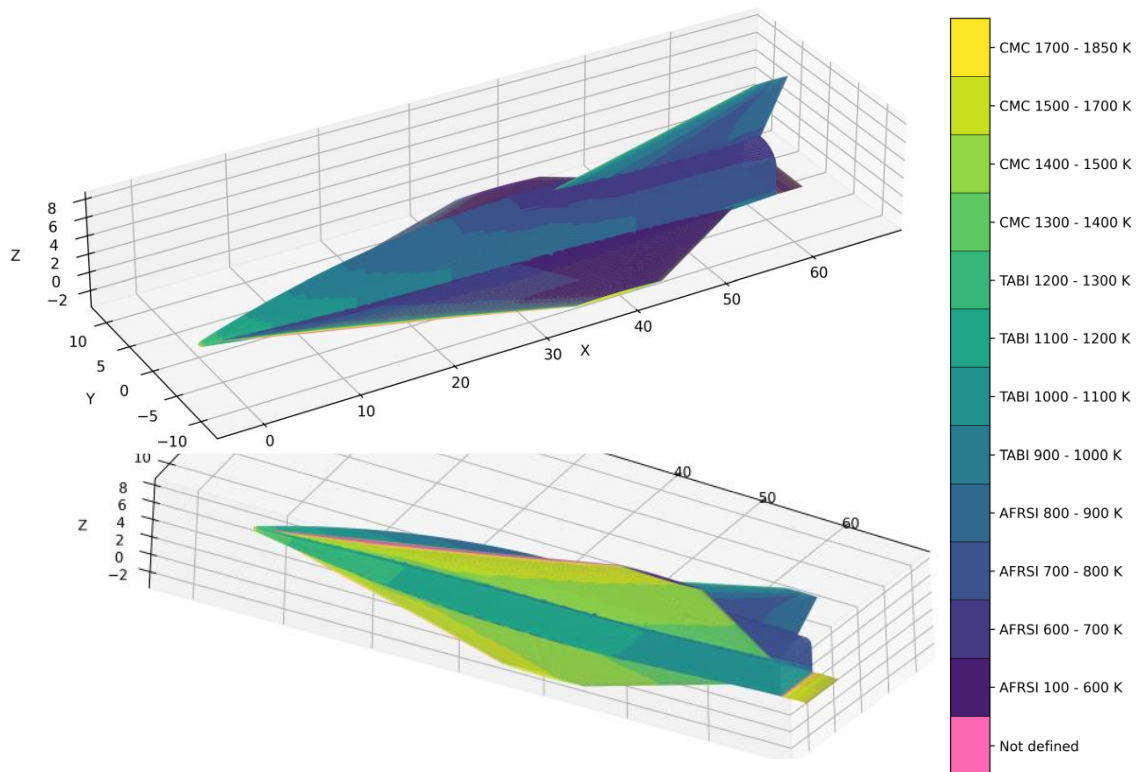 8
6
4
2
0
−2
Z
10
5
0
−5
−10
Y
0
10
20
30
40
50
60
X
10
8
6
4
2
0
−2
Z
40
50
60
CMC 1700 - 1850 K
CMC 1500 - 1700 K
CMC 1400 - 1500 K
CMC 1300 - 1400 K
TABI 1200 - 1300 K
TABI 1100 - 1200 K
TABI 1000 - 1100 K
TABI 900 - 1000 K
AFRSI 800 - 900 K
AFRSI 700 - 800 K
AFRSI 600 - 700 K
AFRSI 100 - 600 K
Not defined